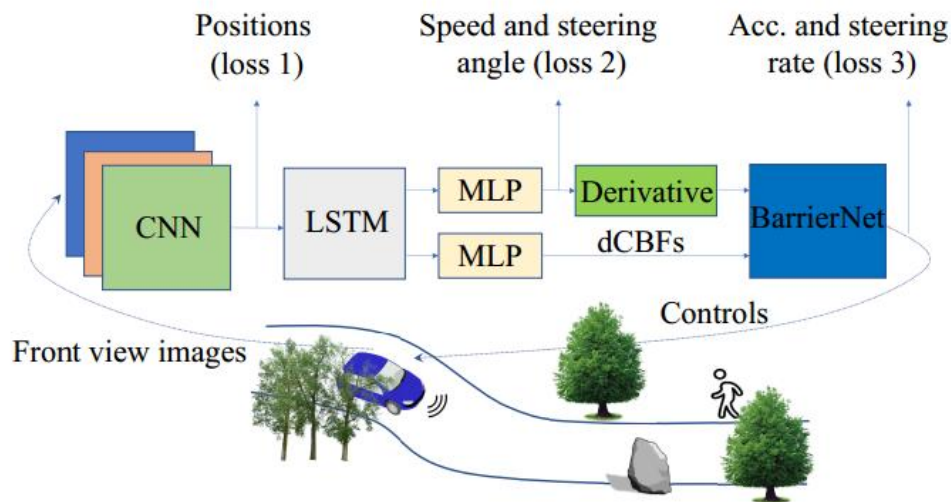 Positions
(loss 1)
Speed and steering
angle (loss 2)
Acc. and steering
rate (loss 3)
CNN
LSTM
MLP
Derivative
BarrierNet
MLP
dCBFs
Controls
Front view images